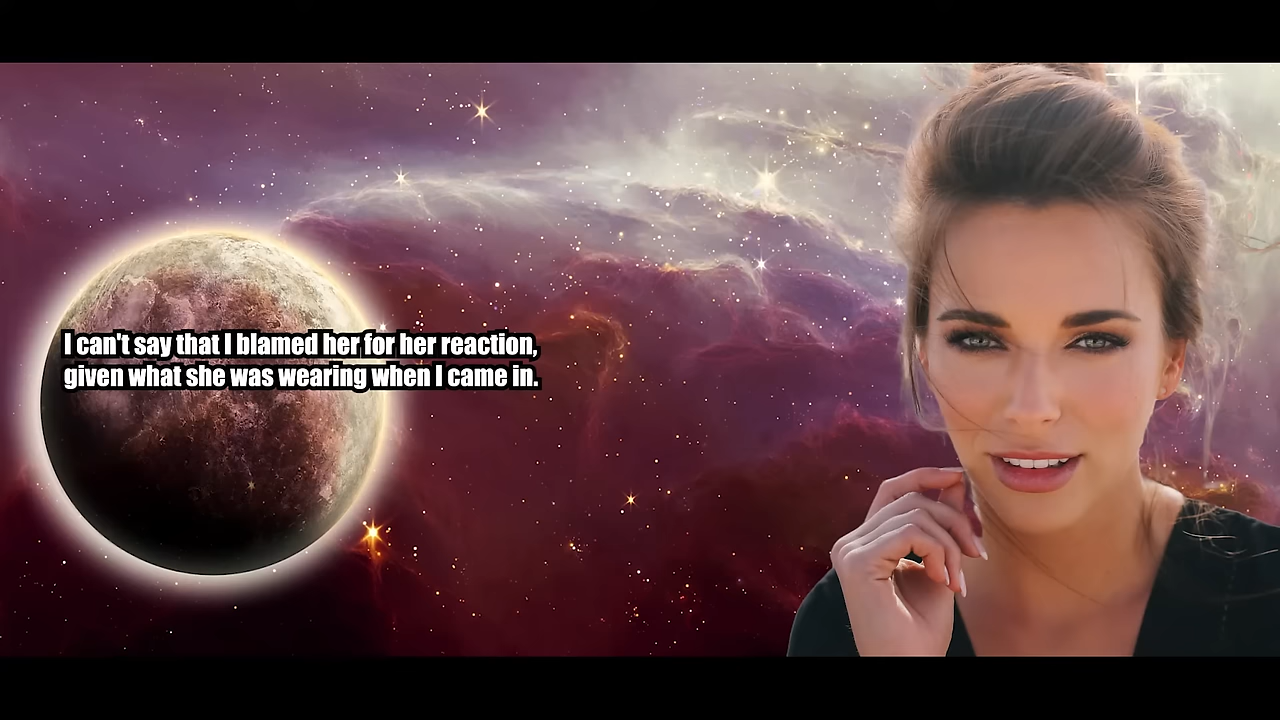 I can't say that I blamed her for her reaction,
given what she was wearing when I came in.